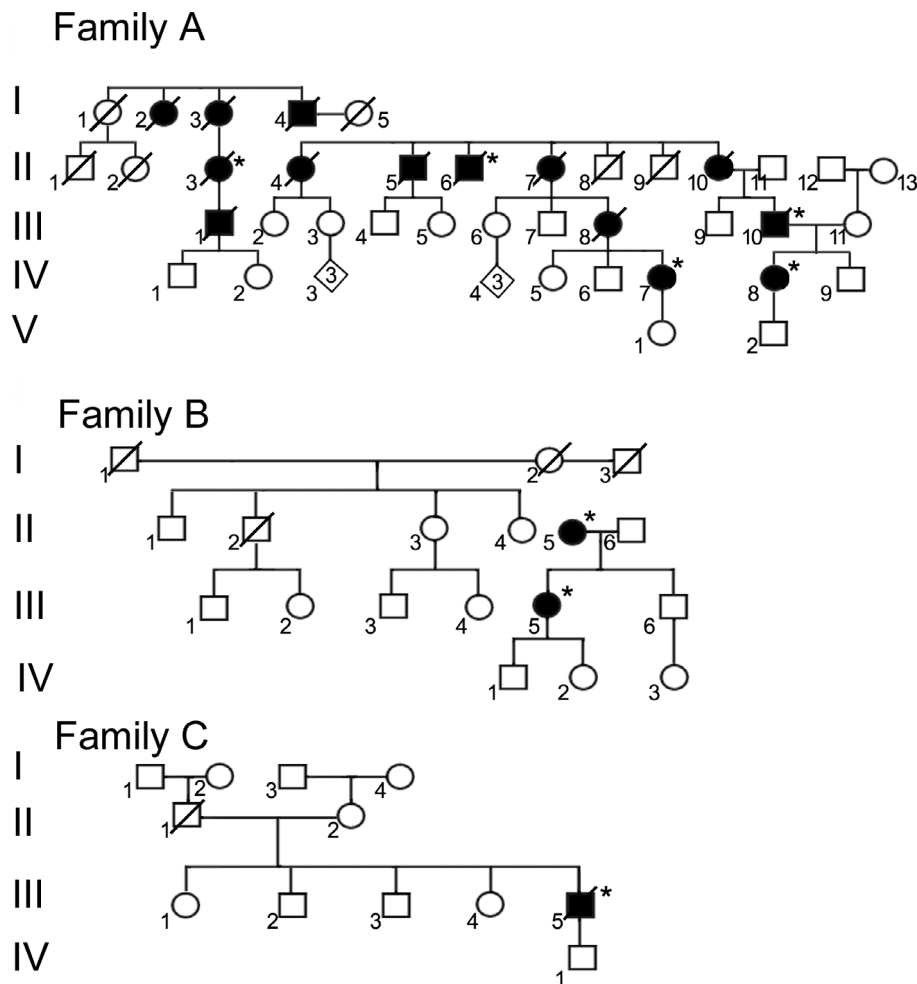 Family A
I
1 2 3 4 5
II
1 2 3 * 4 5 6 * 7 8 9 10 11 12 13
III
1 2 3 4 5 6 7 8 9 10 * 11
IV
1 2 3 3 3 4 5 6 7 * 8 * 9
V
1 2
Family B
I
1 2 3
II
1 2 3 4 5 * 6
III
1 2 3 4 5 * 6
IV
1 2 3
Family C
I
1 2 3 4
II
1 2
III
1 2 3 4 5 *
IV
1